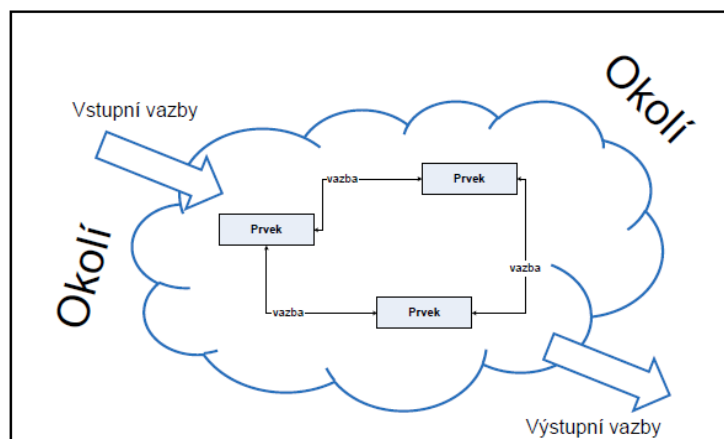 Okolí
Vstupní vazby
vazba
Prvek
Prvek
Okolí
vazba
vazba
Prvek
Výstupní vazby